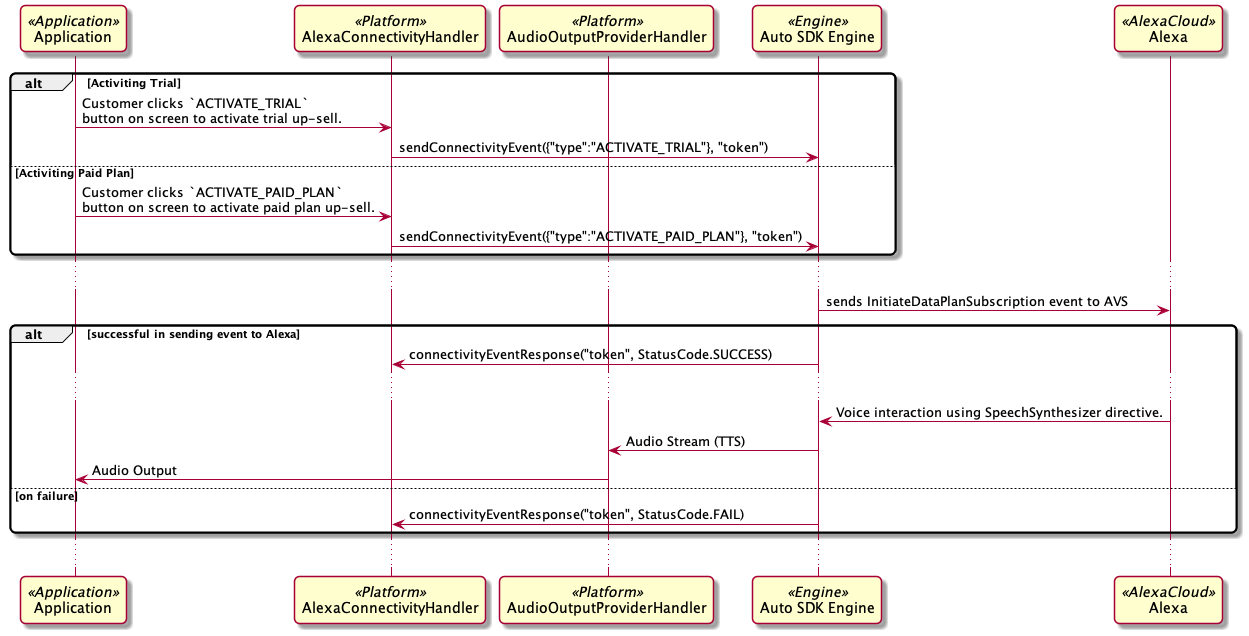 «Application»
Application
«Platform»
AlexaConnectivityHandler
«Platform»
AudioOutputProviderHandler
«Engine»
Auto SDK Engine
«AlexaCloud»
Alexa
alt
[Activiting Trial]
Customer clicks `ACTIVATE_TRIAL`
button on screen to activate trial up-sell.
sendConnectivityEvent({"type":"ACTIVATE_TRIAL"}, "token")
[Activiting Paid Plan]
Customer clicks `ACTIVATE_PAID_PLAN`
button on screen to activate paid plan up-sell.
sendConnectivityEvent({"type":"ACTIVATE_PAID_PLAN"}, "token")
sends InitiateDataPlanSubscription event to AVS
alt
[successful in sending event to Alexa]
connectivityEventResponse("token", StatusCode.SUCCESS)
Voice interaction using SpeechSynthesizer directive.
Audio Stream (TTS)
Audio Output
[on failure]
connectivityEventResponse("token", StatusCode.FAIL)
«Application»
Application
«Platform»
AlexaConnectivityHandler
«Platform»
AudioOutputProviderHandler
«Engine»
Auto SDK Engine
«AlexaCloud»
Alexa